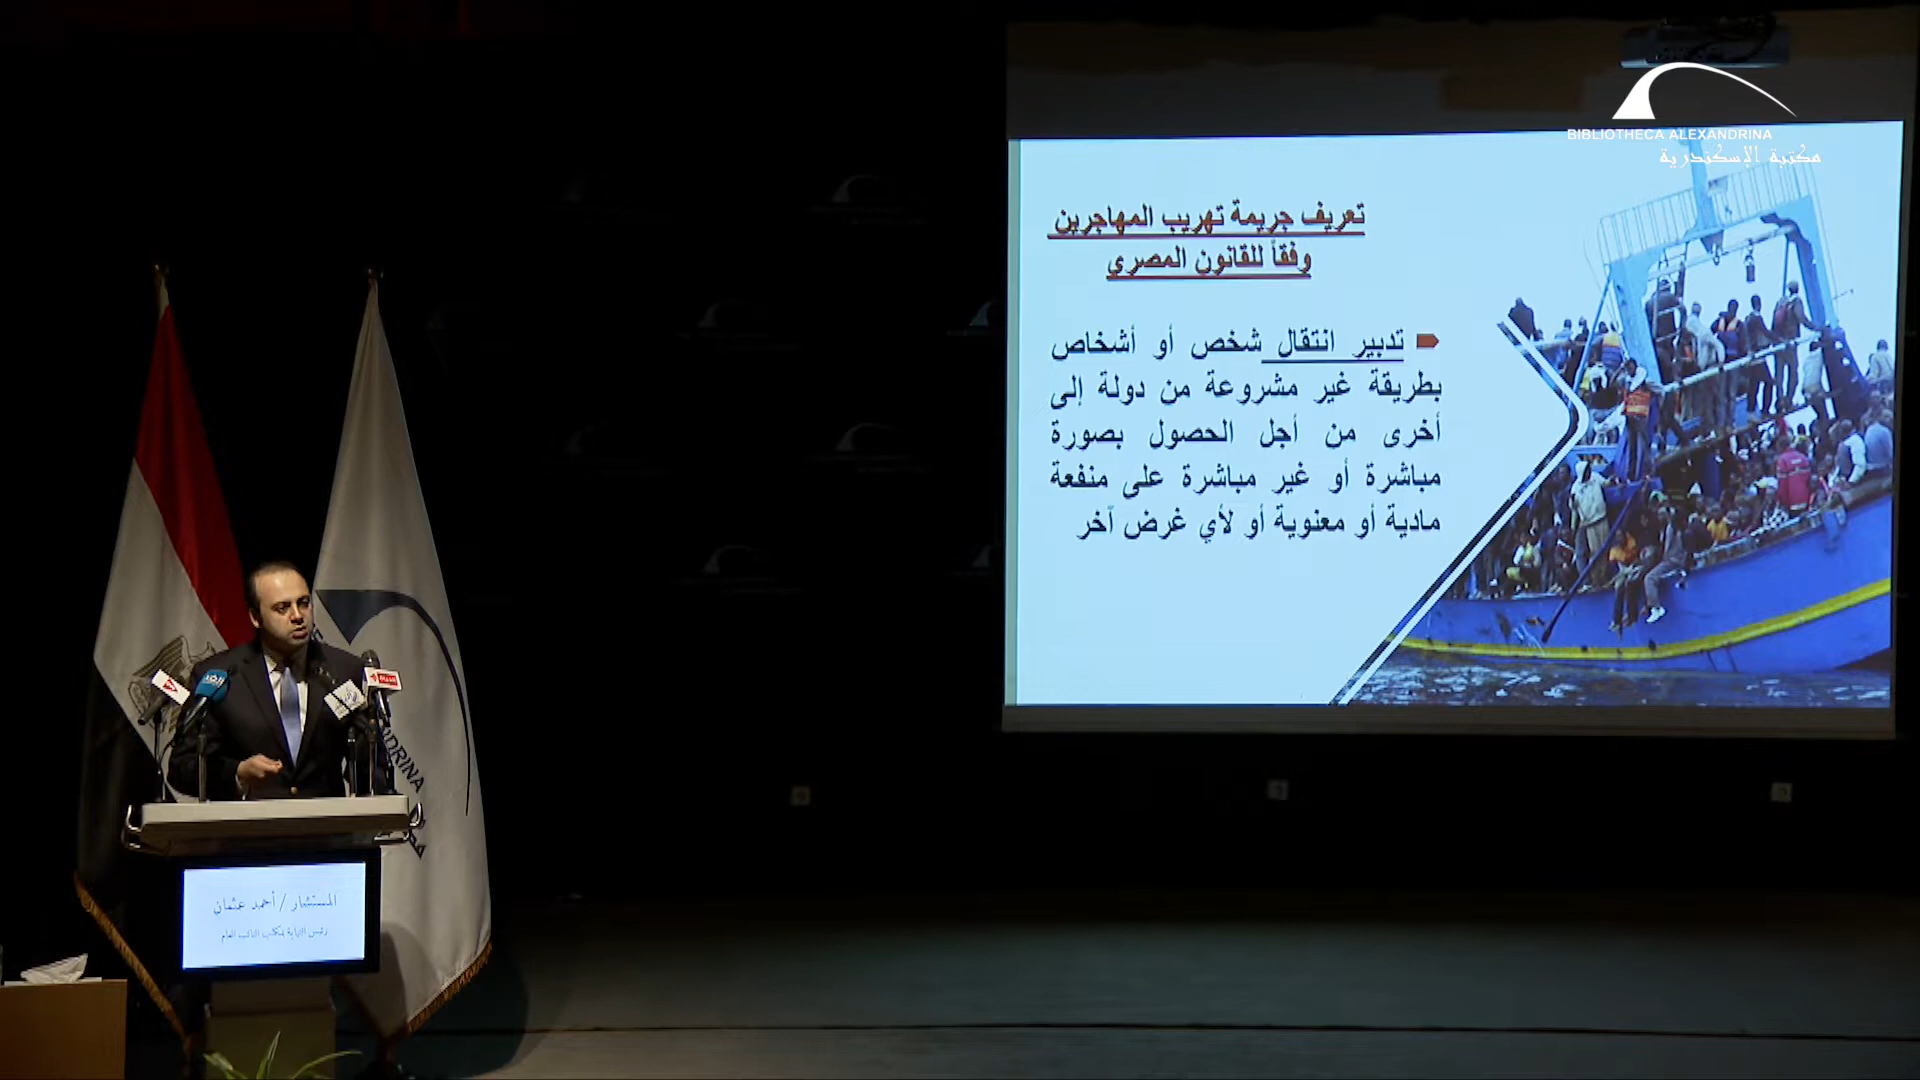 BIBLIOTHECA ALEXANDRINA
مكتبة الإسكندرية
تعريف جريمة تهريب المهاجرين
وفقاً للقانون المصري
تدبير انتقال شخص أو أشخاص
بطريقة غير مشروعة من دولة إلى
أخرى من أجل الحصول بصورة
مباشرة أو غير مباشرة على منفعة
مادية أو معنوية أو لأي غرض آخر
الغد
المستشار / أحمد عثمان
رئيس النيابة بمكتب النائب العام